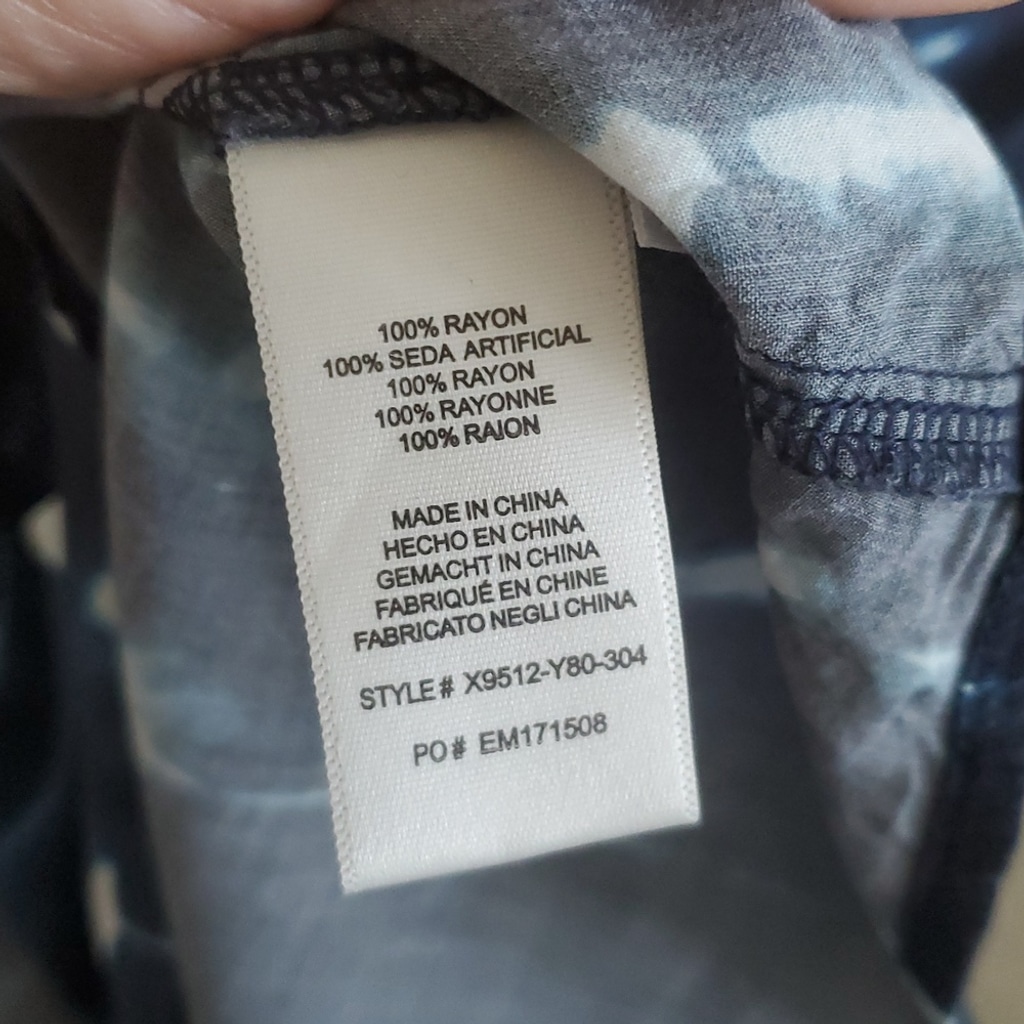 100% RAYON
100% SEDA ARTIFICIAL
100% RAYON
100% RAYONNE
100% RAION
MADE IN CHINA
HECHO EN CHINA
GEMACHT IN CHINA
FABRIQUÉ EN CHINE
FABRICATO NEGLI CHINA
STYLE# X9512-Y80-304
PO# EM171508